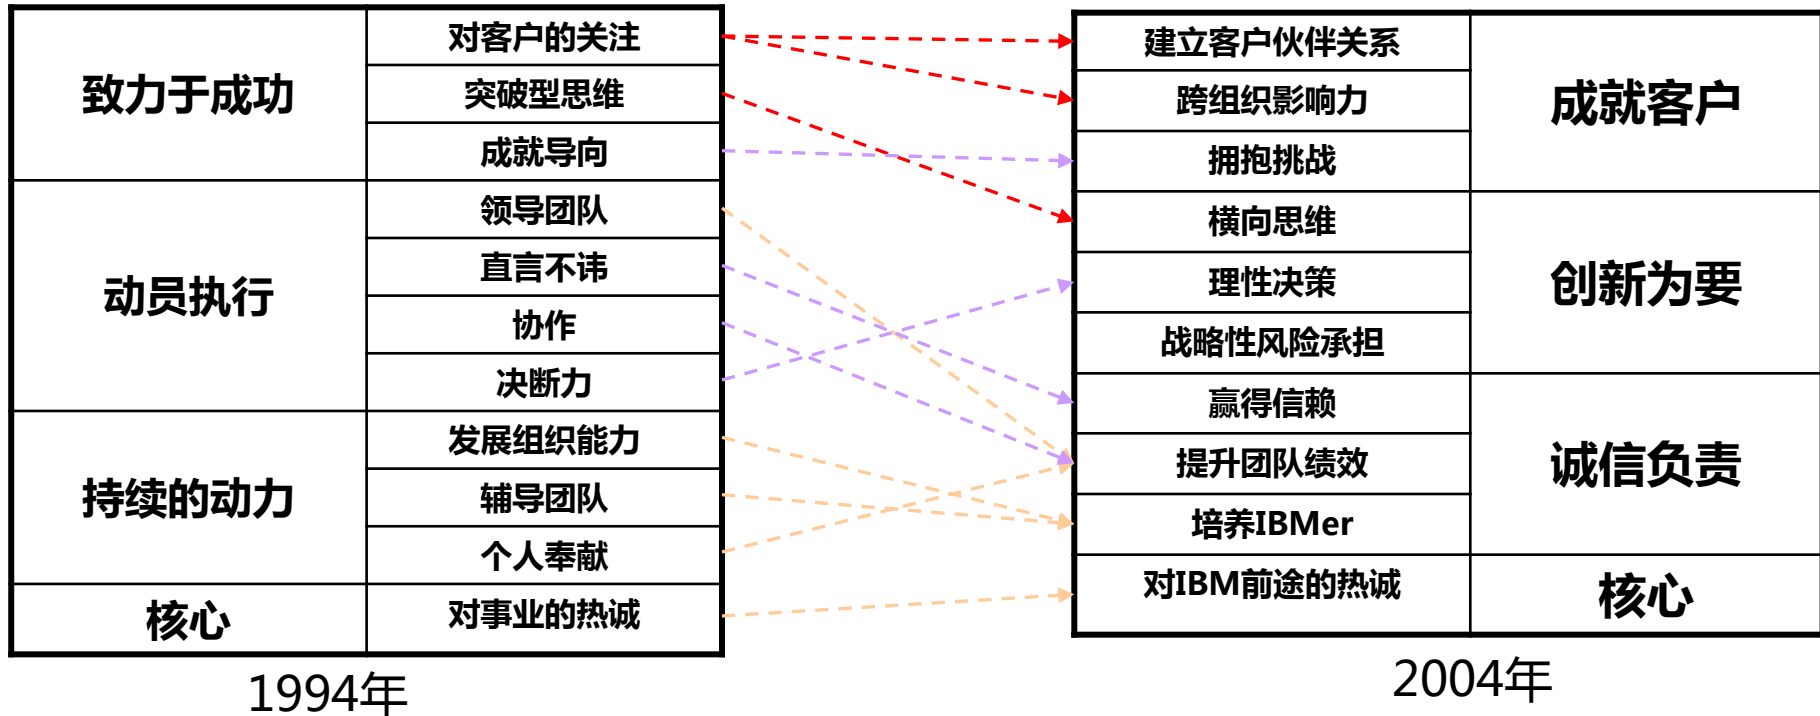 致力于成功
对客户的关注
突破型思维
成就导向
动员执行
领导团队
直言不讳
协作
决断力
持续的动力
发展组织能力
辅导团队
个人奉献
核心
对事业的热诚
1994年
建立客户伙伴关系
跨组织影响力
拥抱挑战
成就客户
横向思维
理性决策
战略性风险承担
创新为要
赢得信赖
提升团队绩效
培养IBMer
诚信负责
对IBM前途的热诚
核心
2004年